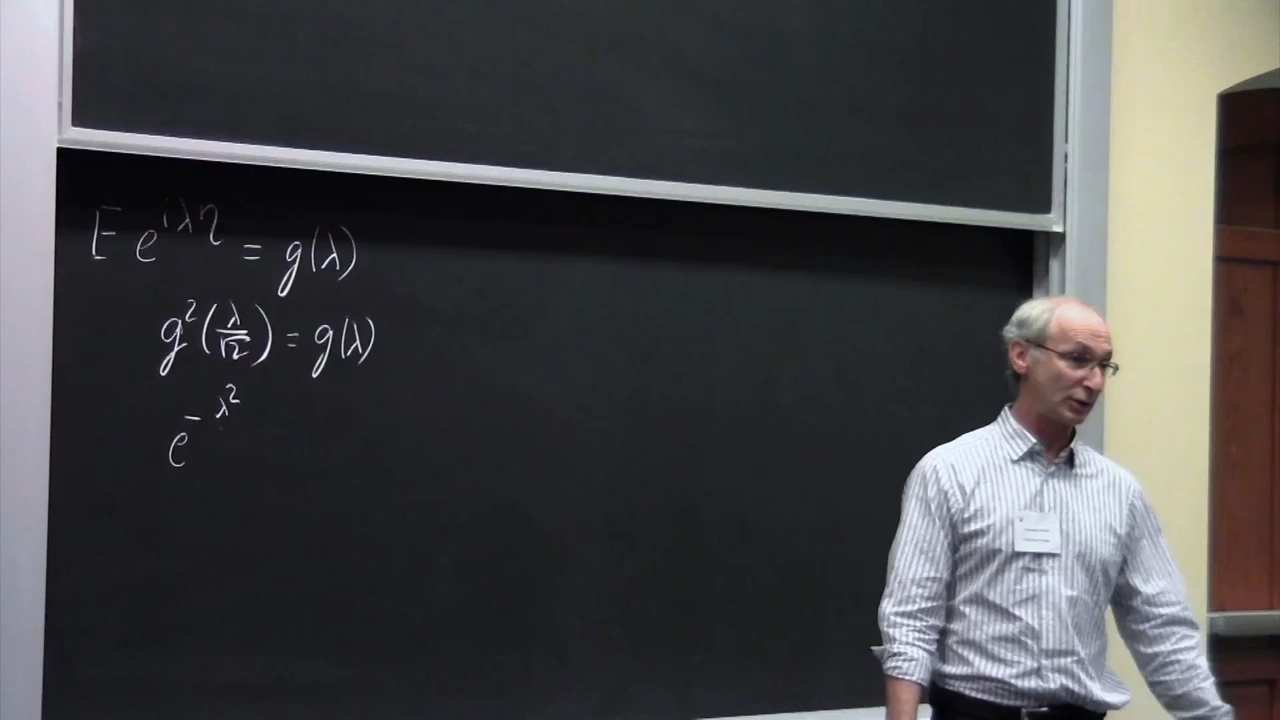 E e^{iλη} = g(λ)
g²(λ/√2) = g(λ)
e^{-λ²}